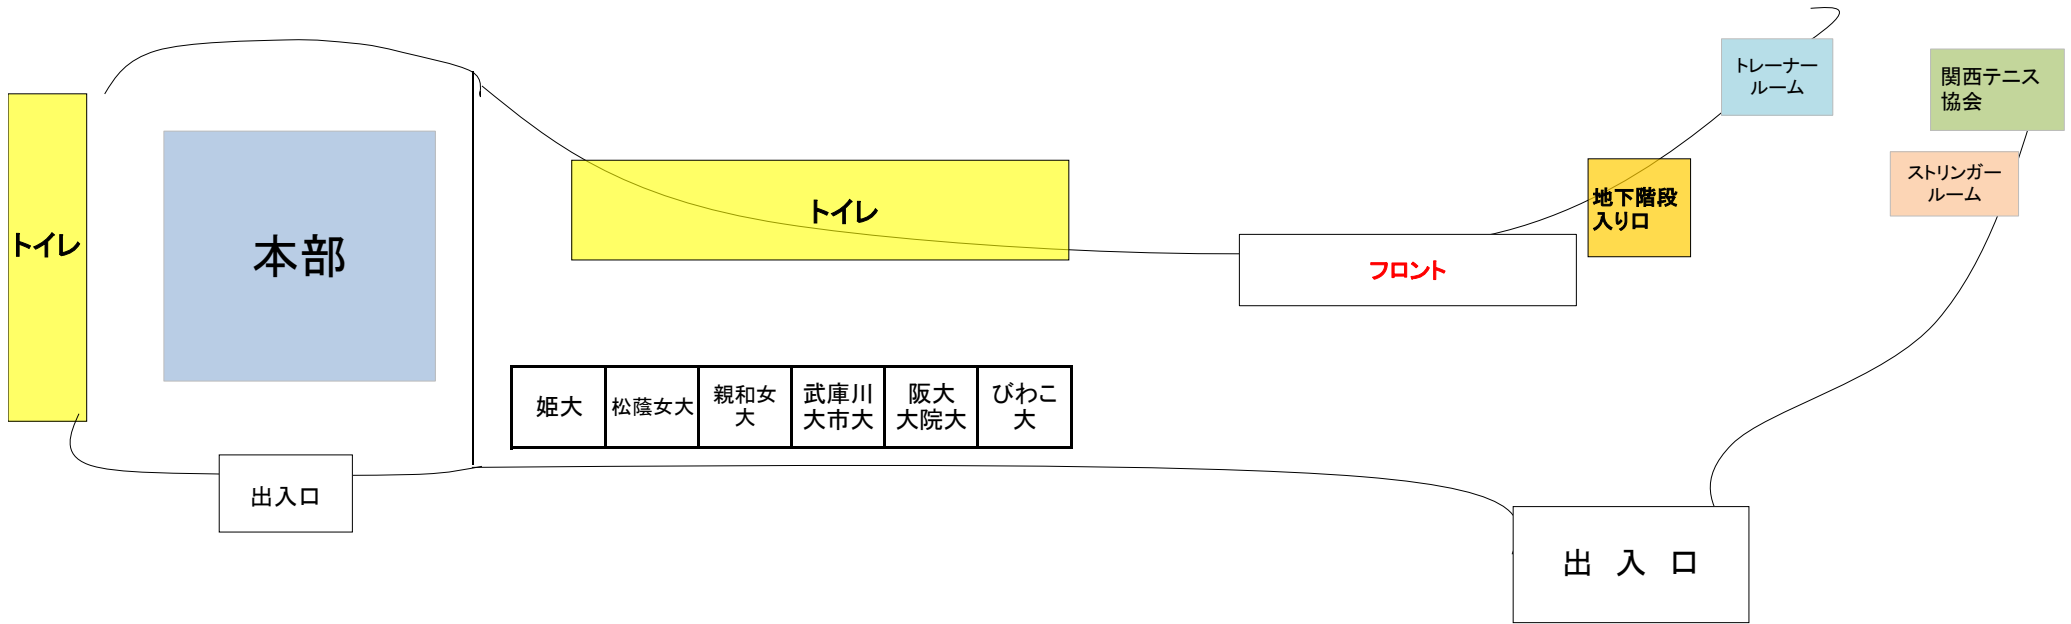 トレーナー
ルーム
関西テニス
協会
ストリンガー
ルーム
地下階段
入り口
トイレ
トイレ
本部
フロント
姫大
松蔭女大
親和女
大
武庫川
大市大
阪大
大院大
びわこ
大
出入口
出　入　口